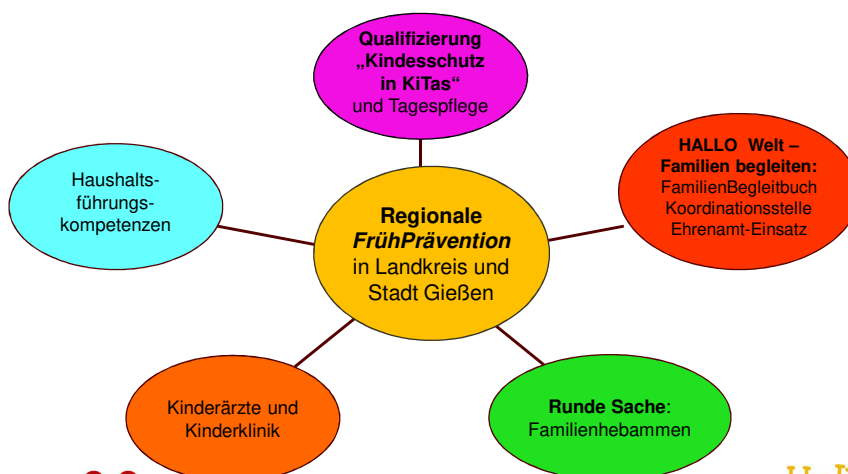 Qualifizierung
„Kindesschutz
in KiTas“
und Tagespflege
HALLO Welt –
Familien begleiten:
FamilienBegleitbuch
Koordinationsstelle
Ehrenamt-Einsatz
Haushalts-
führungs-
kompetenzen
Regionale
FrühPrävention
in Landkreis und
Stadt Gießen
Kinderärzte und
Kinderklinik
Runde Sache:
Familienhebammen